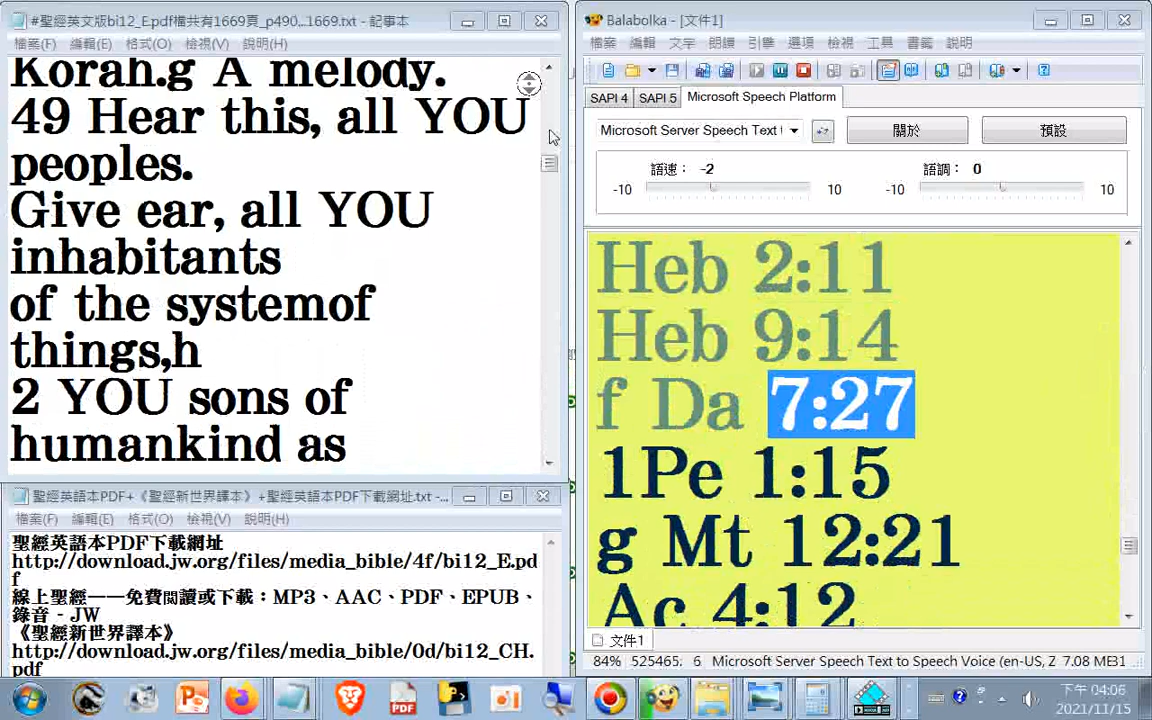 #聖經英文版bi12_E.pdf檔共有1669頁_p490,...1669.txt - 記事本
檔案(F) 編輯(E) 格式(O) 檢視(V) 說明(H)
Korah.g A melody.
49 Hear this, all YOU
peoples.
Give ear, all YOU
inhabitants
of the systemof
things,h
2 YOU sons of
humankind as
聖經英語本PDF+《聖經新世界譯本》+聖經英語本PDF下載網址.txt - 記事本
檔案(F) 編輯(E) 格式(O) 檢視(V) 說明(H)
聖經英語本PDF下載網址
http://download.jw.org/files/media_bible/4f/bi12_E.pd
f
線上聖經——免費閱讀或下載：MP3、AAC、PDF、EPUB、
錄音 - JW
《聖經新世界譯本》
http://download.jw.org/files/media_bible/0d/bi12_CH.
pdf
Balabolka - [文件1]
檔案 編輯 文字 朗讀 引擎 選項 檢視 工具 書籤 說明
SAPI 4 SAPI 5 Microsoft Speech Platform
Microsoft Server Speech Text 關於 預設
語速： -2 語調： 0
-10 10 -10 10
Heb 2:11
Heb 9:14
f Da 7:27
1Pe 1:15
g Mt 12:21
Ac 4:12
文件1
84% 525465: 6 Microsoft Server Speech Text to Speech Voice (en-US, Z 7.08 MB
下午 04:06
2021/11/15